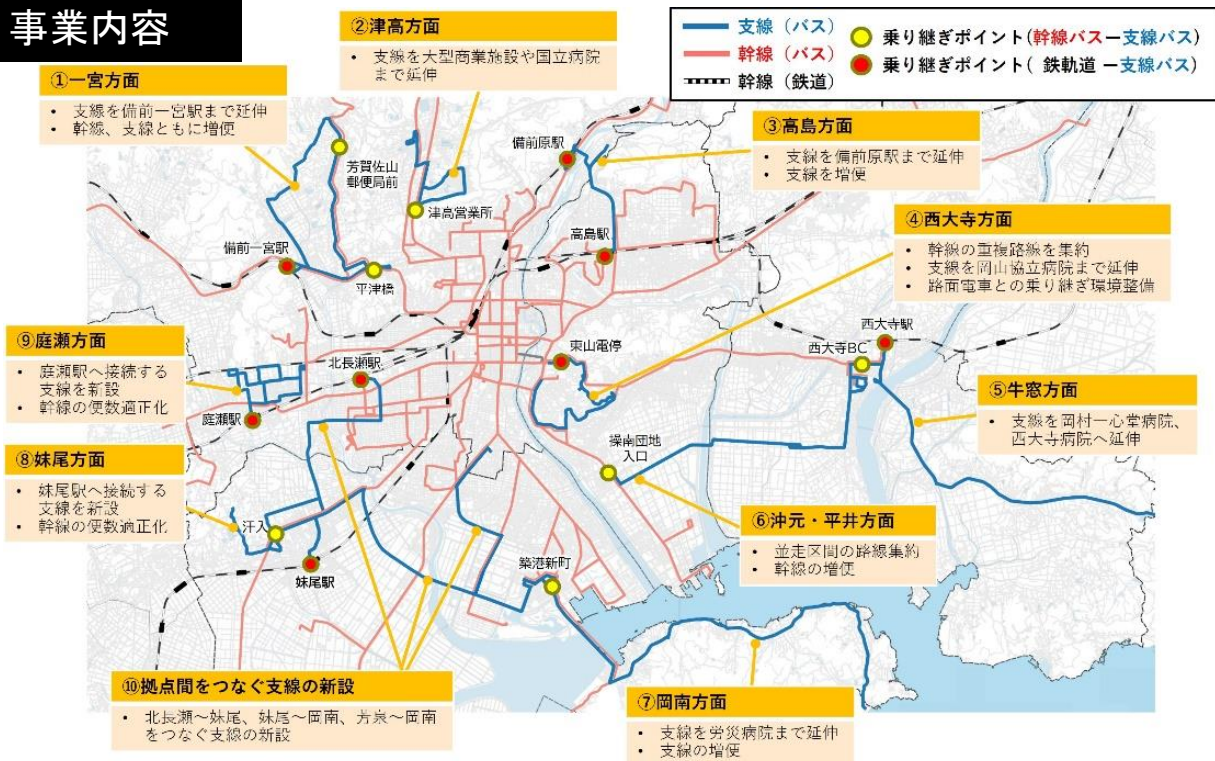 事業内容
支線（バス）
幹線（バス）
幹線（鉄道）
乗り継ぎポイント(幹線バスー支線バス)
乗り継ぎポイント( 鉄軌道 ー支線バス)
①一宮方面
• 支線を備前一宮駅まで延伸
• 幹線、支線ともに増便
②津高方面
• 支線を大型商業施設や国立病院
まで延伸
③高島方面
• 支線を備前原駅まで延伸
• 支線を増便
④西大寺方面
• 幹線の重複路線を集約
• 支線を岡山協立病院まで延伸
• 路面電車との乗り継ぎ環境整備
⑤牛窓方面
• 支線を岡村一心堂病院、
西大寺病院へ延伸
⑥沖元・平井方面
• 並走区間の路線集約
• 幹線の増便
⑦岡南方面
• 支線を労災病院まで延伸
• 支線の増便
⑧妹尾方面
• 妹尾駅へ接続する
支線を新設
• 幹線の便数適正化
⑨庭瀬方面
• 庭瀬駅へ接続する
支線を新設
• 幹線の便数適正化
⑩拠点間をつなぐ支線の新設
• 北長瀬～妹尾、妹尾～岡南、芳泉～岡南
をつなぐ支線の新設
芳賀佐山
郵便局前
津高営業所
備前原駅
高島駅
備前一宮駅
平津橋
北長瀬駅
庭瀬駅
東山電停
西大寺駅
西大寺BC
操南団地
入口
汗入
妹尾駅
築港新町